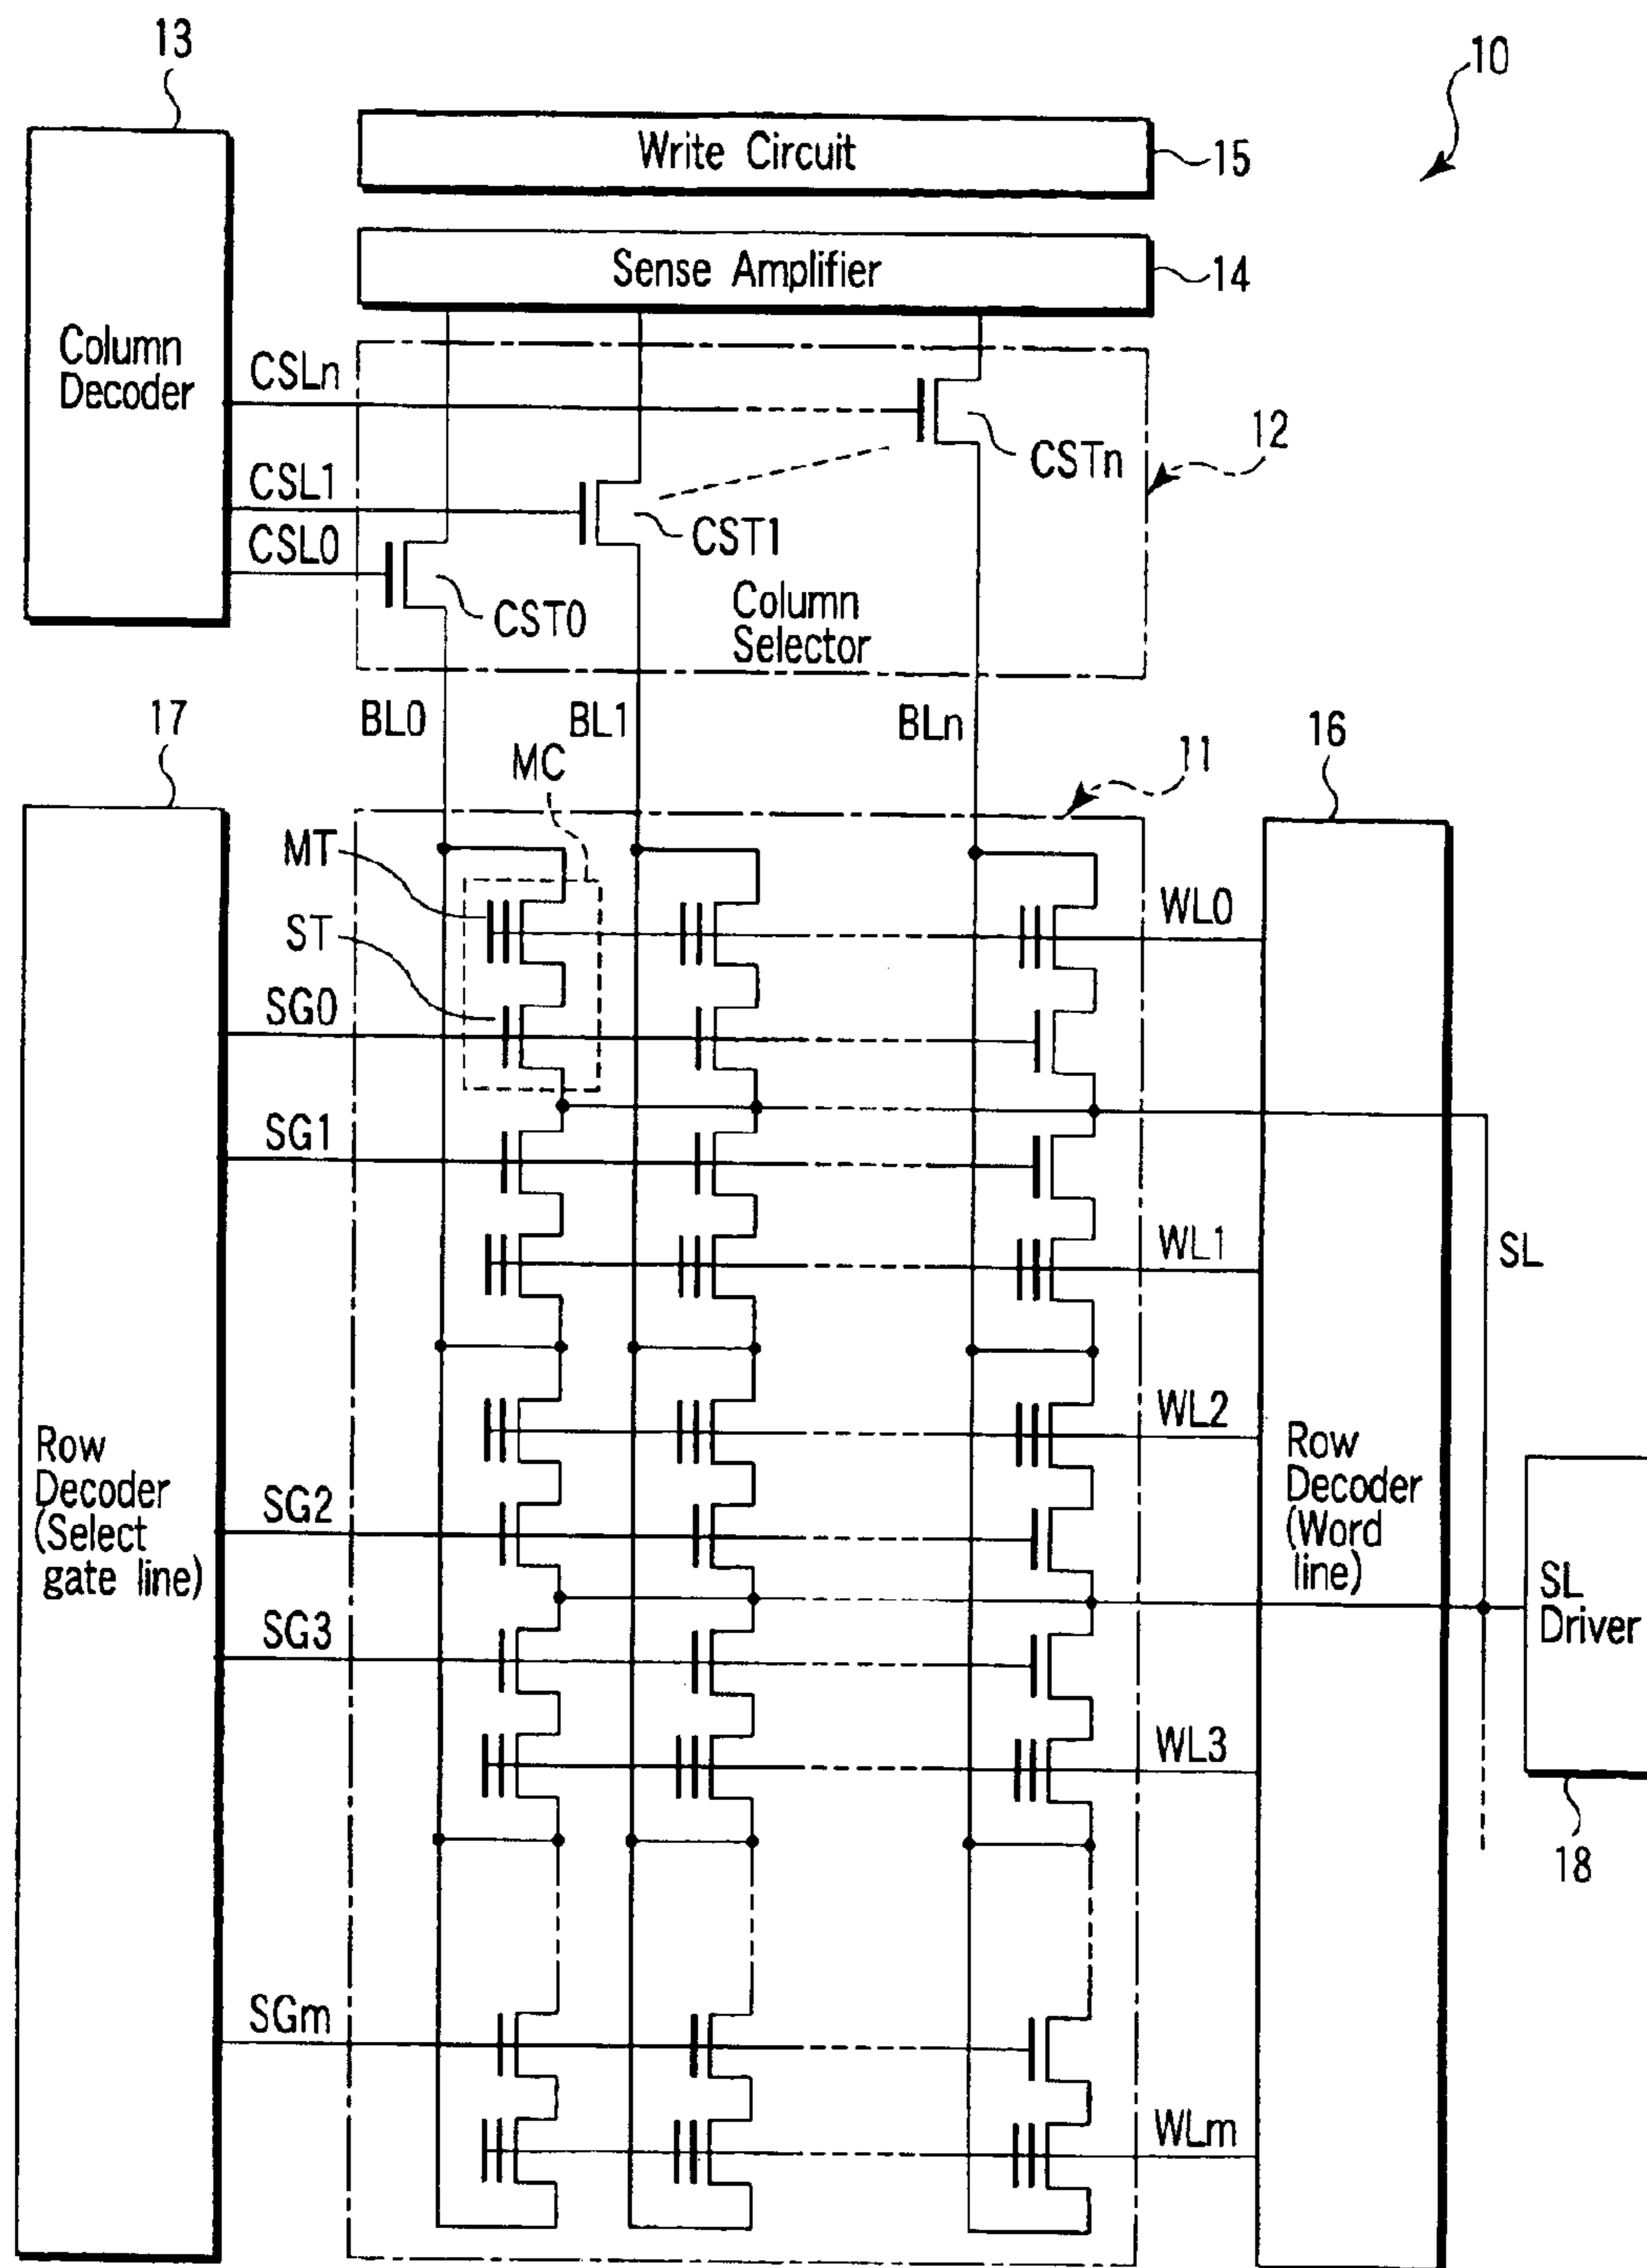 13
10
Write Circuit
15
Sense Amplifier
14
Column
Decoder
CSLn
CSTn
12
CSL1
CST1
CSL0
CST0
Column
Selector
BL0
BL1
BLn
17
16
MC
11
MT
WL0
ST
SG0
SG1
WL1
SL
WL2
Row
Decoder
(Select
gate line)
Row
Decoder
(Word
line)
SG2
SL
Driver
SG3
WL3
18
SGm
WLm